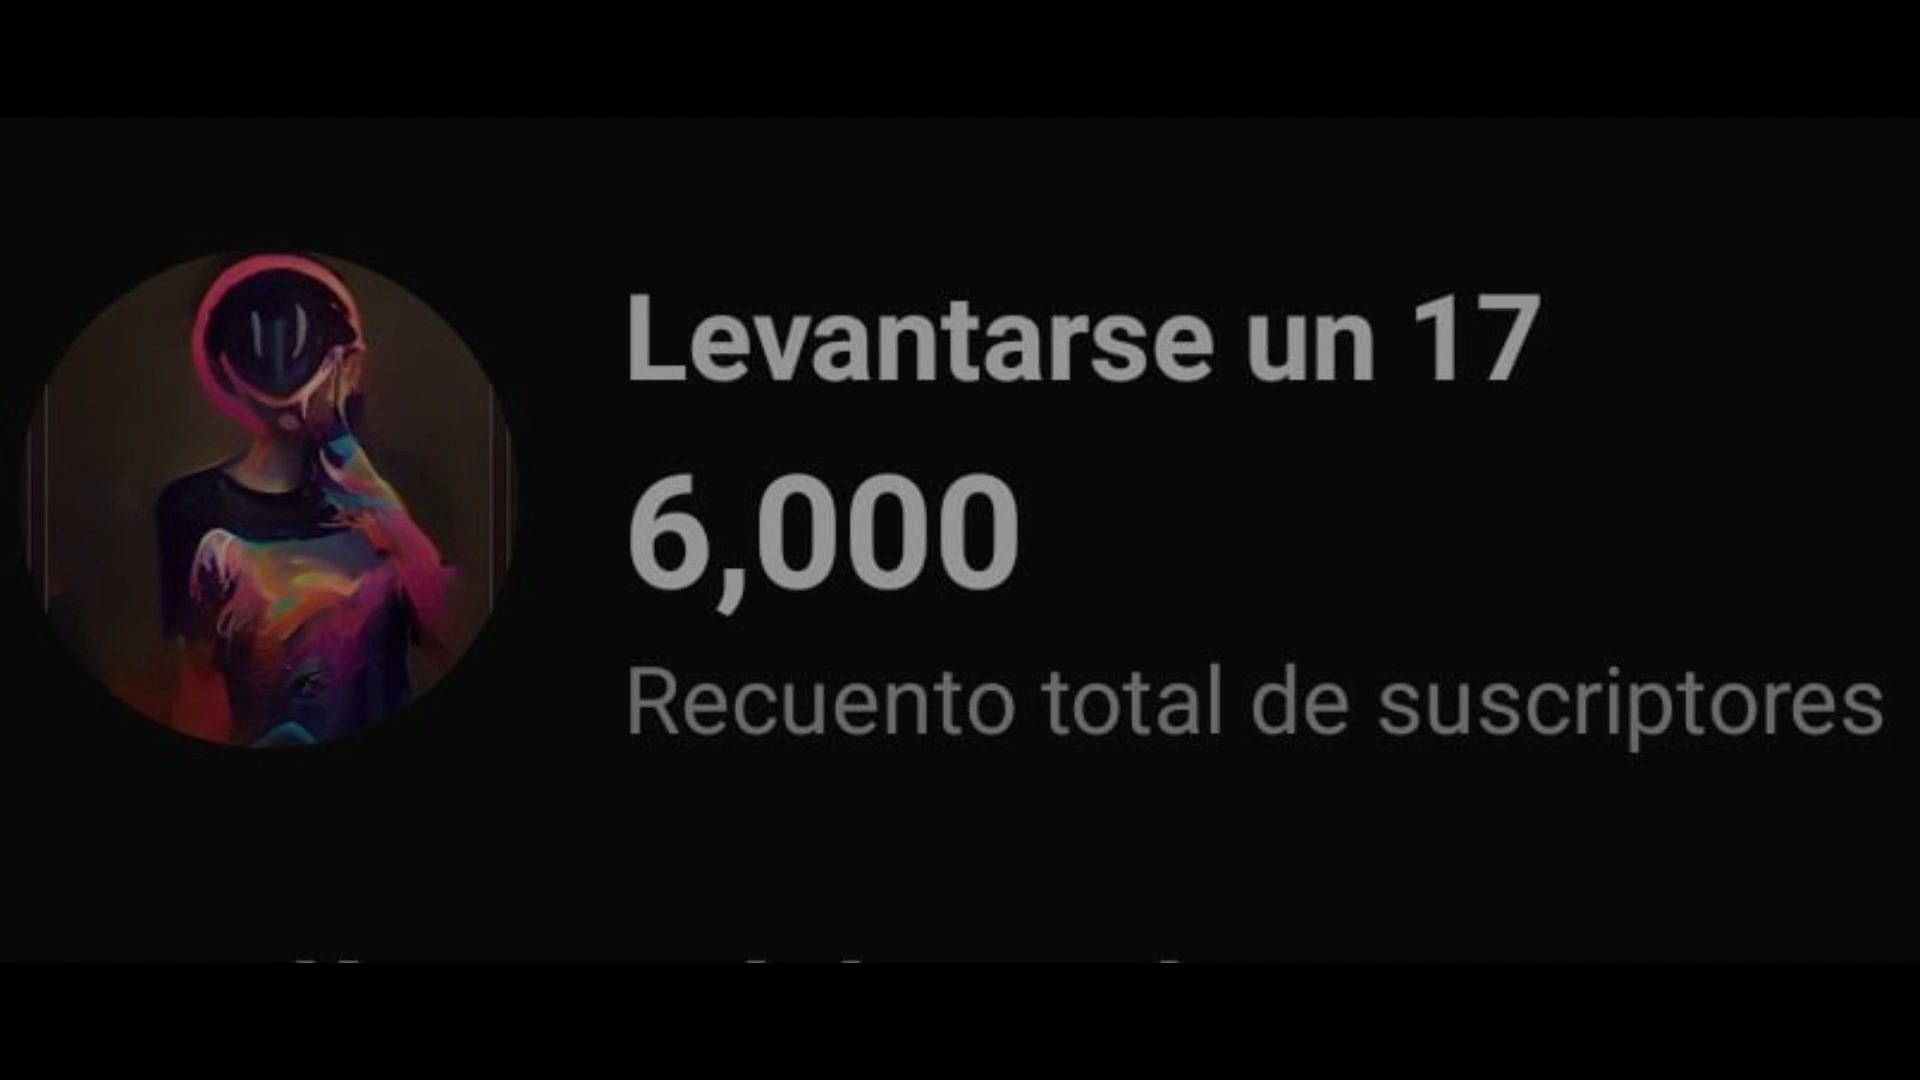 Levantarse un 17
6,000
Recuento total de suscriptores